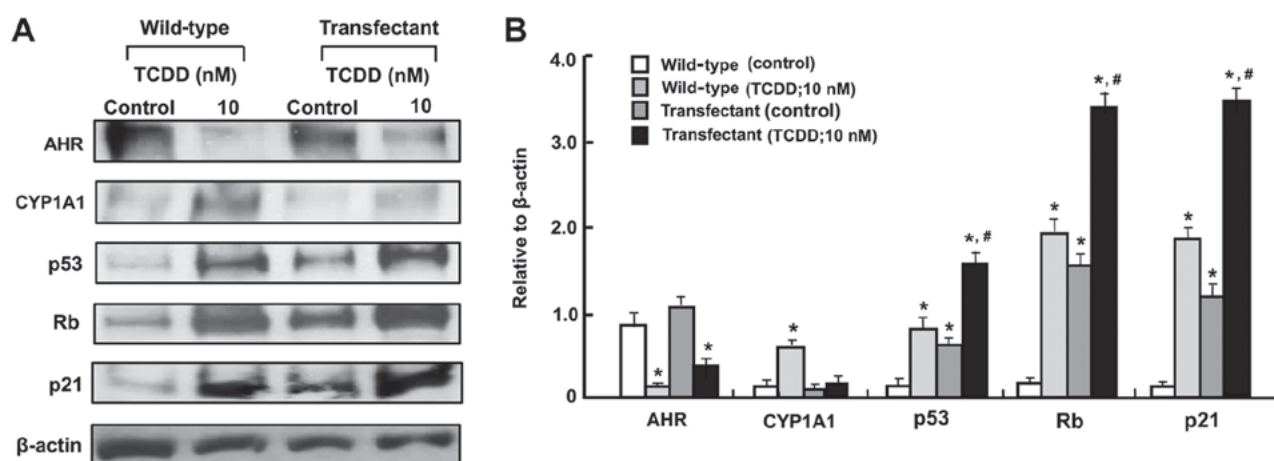 A
Wild-type Transfectant
TCDD (nM) TCDD (nM)
Control 10 Control 10
AHR
CYP1A1
p53
Rb
p21
β-actin
B
Relative to β-actin
4.0
3.0
2.0
1.0
0
Wild-type (control)
Wild-type (TCDD;10 nM)
Transfectant (control)
Transfectant (TCDD;10 nM)
*
*
*
*
*
*, #
*
*
*, #
*
*
*, #
AHR CYP1A1 p53 Rb p21